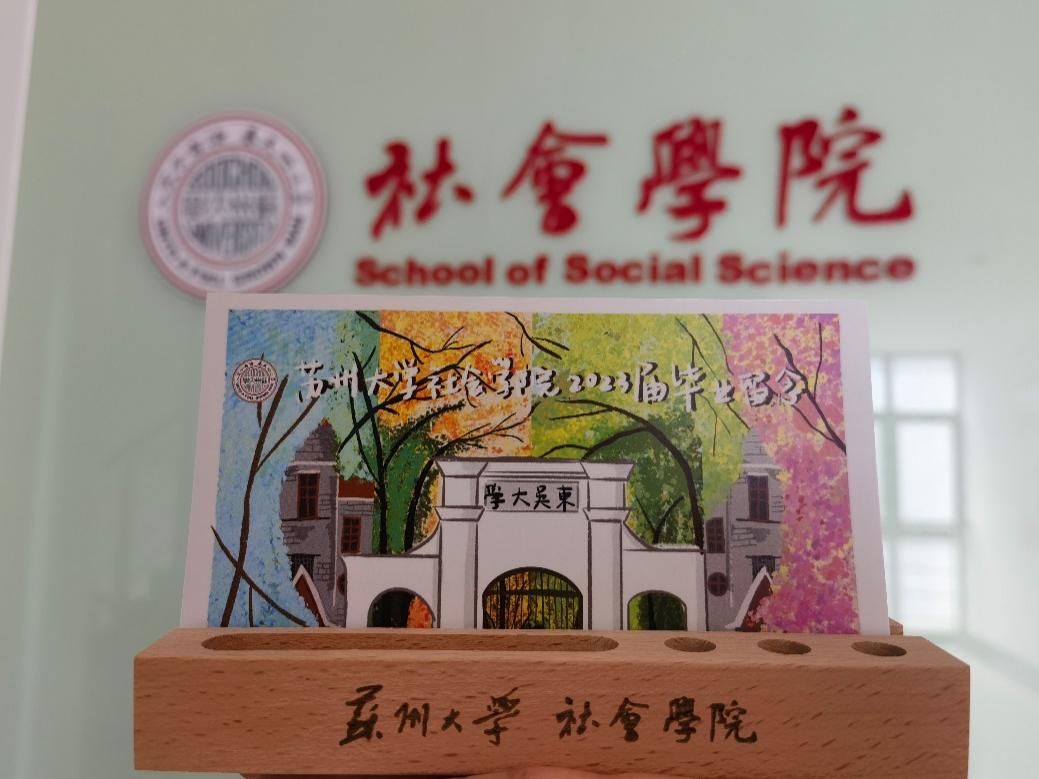 社會學院
School of Social Science
苏州大学社会学院2023届毕业留念
學大吳東
蘇州大學 社會學院